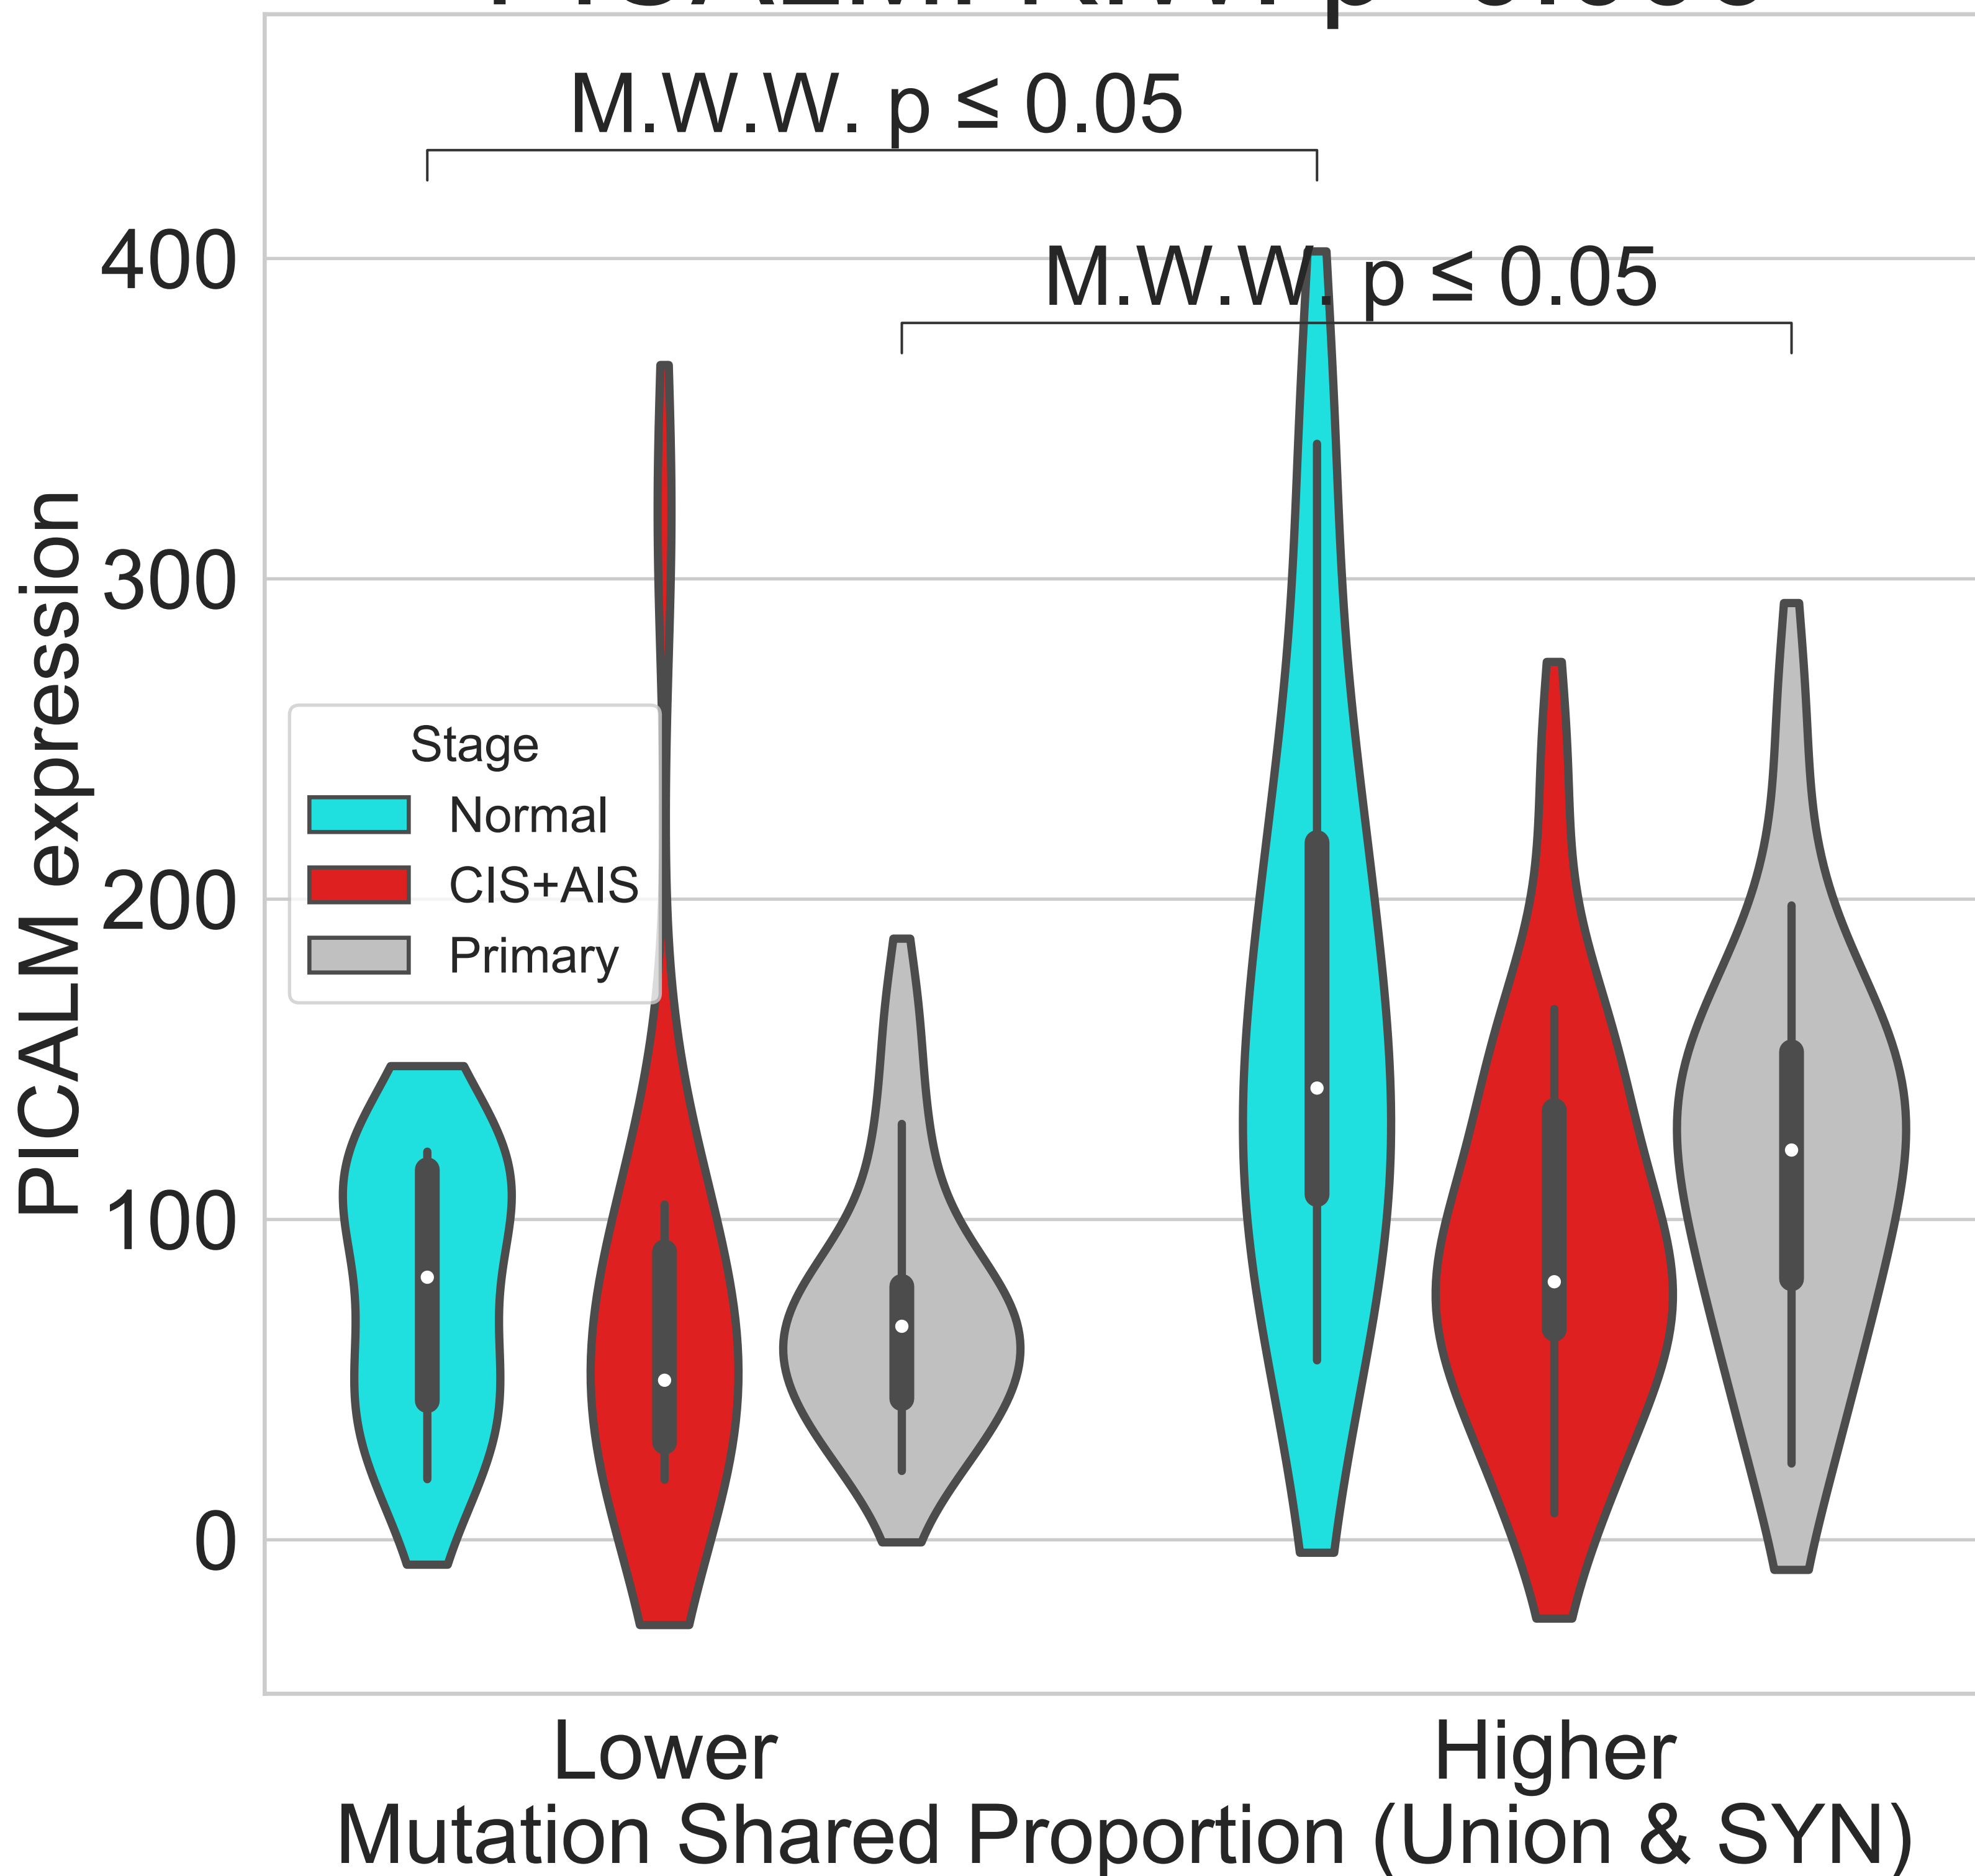 M.W.W. p ≤ 0.05
M.W.W. p ≤ 0.05
400
300
200
100
0
PICALM expression
Stage
Normal
CIS+AIS
Primary
Lower
Higher
Mutation Shared Proportion (Union & SYN)